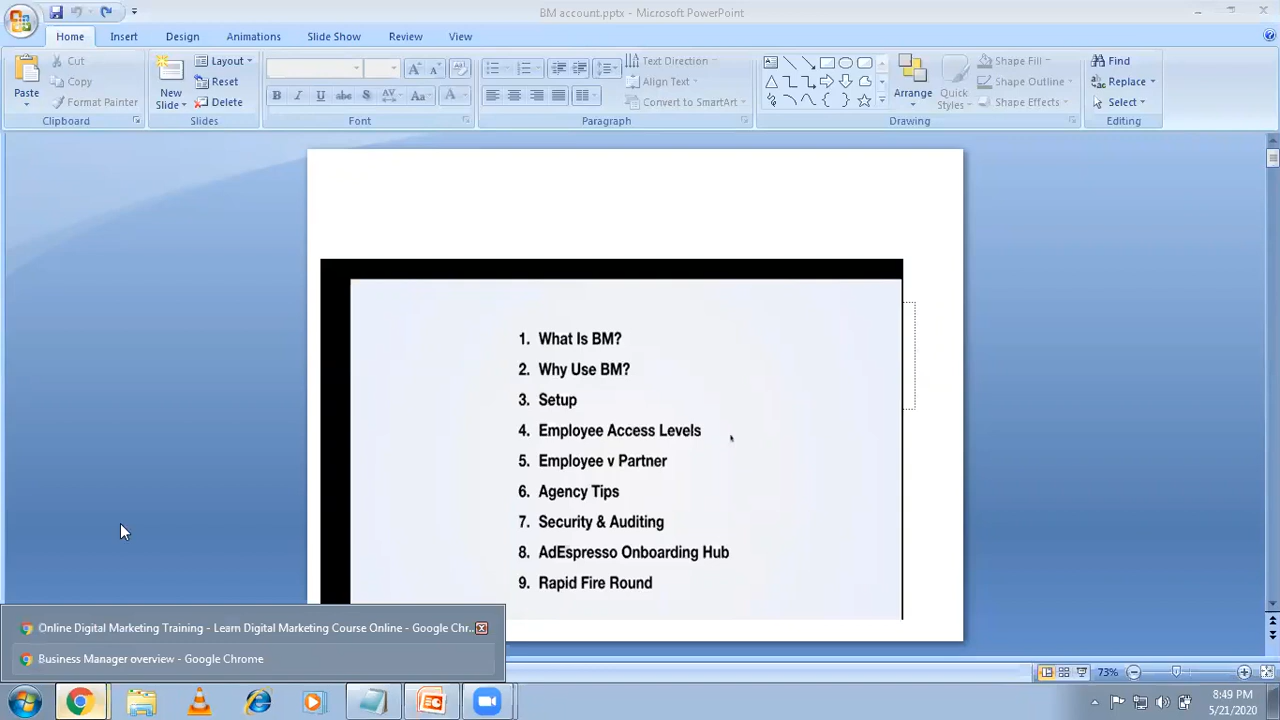 BM account.pptx - Microsoft PowerPoint
Home Insert Design Animations Slide Show Review View
Paste
Cut
Copy
Format Painter
Clipboard
New
Slide
Layout
Reset
Delete
Slides
B I U abc S AV Aa A
Font
Text Direction
Align Text
Convert to SmartArt
Paragraph
Arrange
Quick
Styles
Shape Fill
Shape Outline
Shape Effects
Drawing
Find
Replace
Select
Editing
1. What Is BM?
2. Why Use BM?
3. Setup
4. Employee Access Levels
5. Employee v Partner
6. Agency Tips
7. Security & Auditing
8. AdEspresso Onboarding Hub
9. Rapid Fire Round
Online Digital Marketing Training - Learn Digital Marketing Course Online - Google Chr...
Business Manager overview - Google Chrome
73%
8:49 PM
5/21/2020